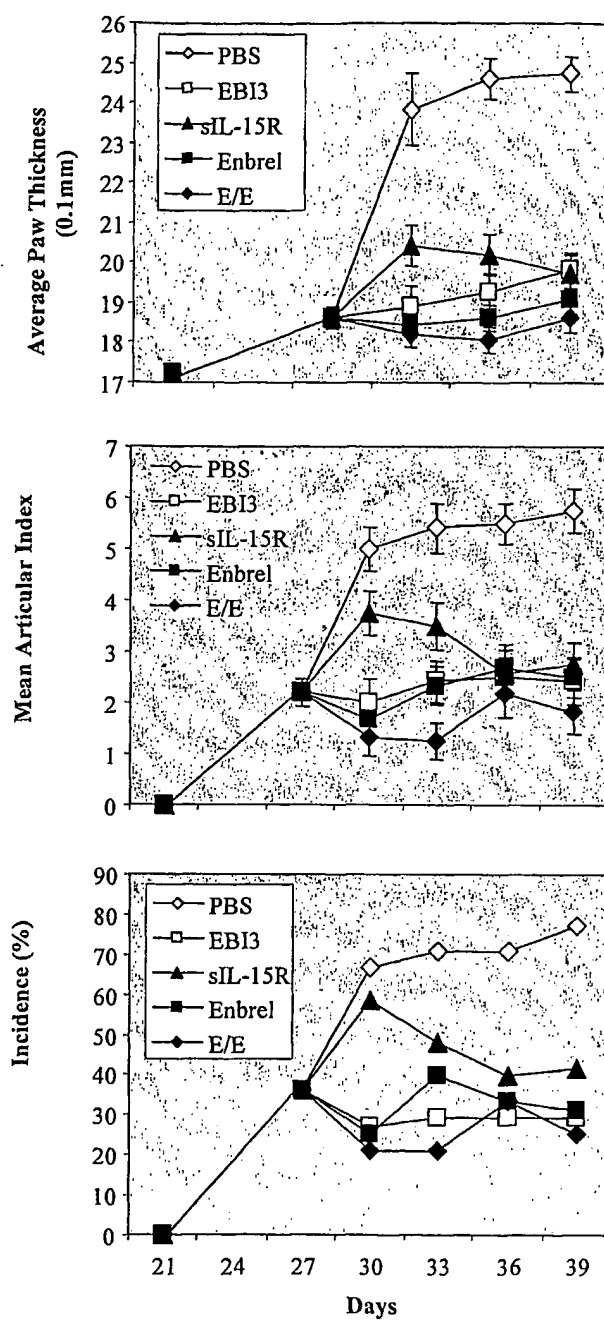 Average Paw Thickness
(0.1mm)
26
25
24
23
22
21
20
19
18
17
PBS
EBI3
sIL-15R
Enbrel
E/E
Mean Articular Index
7
6
5
4
3
2
1
0
PBS
EBI3
sIL-15R
Enbrel
E/E
Incidence (%)
90
80
70
60
50
40
30
20
10
0
PBS
EBI3
sIL-15R
Enbrel
E/E
21 24 27 30 33 36 39
Days